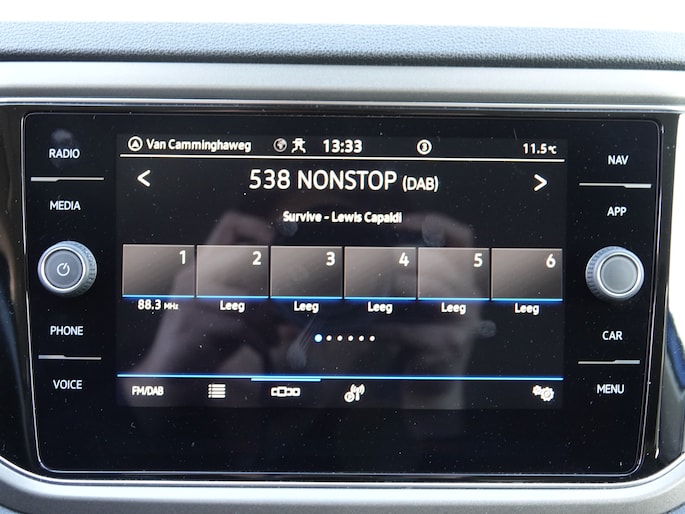 RADIO
MEDIA
PHONE
VOICE
Van Camminghaweg 13:33 3 11.5°C
< 538 NONSTOP (DAB) >
Survive - Lewis Capaldi
1 2 3 4 5 6
88.3 MHz Leeg Leeg Leeg Leeg Leeg
FM/DAB
NAV
APP
CAR
MENU